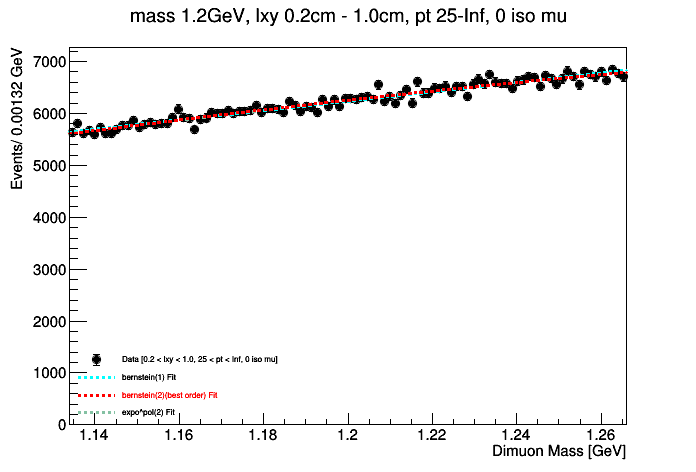 mass 1.2GeV, lxy 0.2cm - 1.0cm, pt 25-Inf, 0 iso mu
Events/ 0.00132 GeV
7000
6000
5000
4000
3000
2000
1000
0
Data [0.2 < lxy < 1.0, 25 < pt < Inf, 0 iso mu]
bernstein(1) Fit
bernstein(2)(best order) Fit
expo*pol(2) Fit
1.14 1.16 1.18 1.2 1.22 1.24 1.26
Dimuon Mass [GeV]